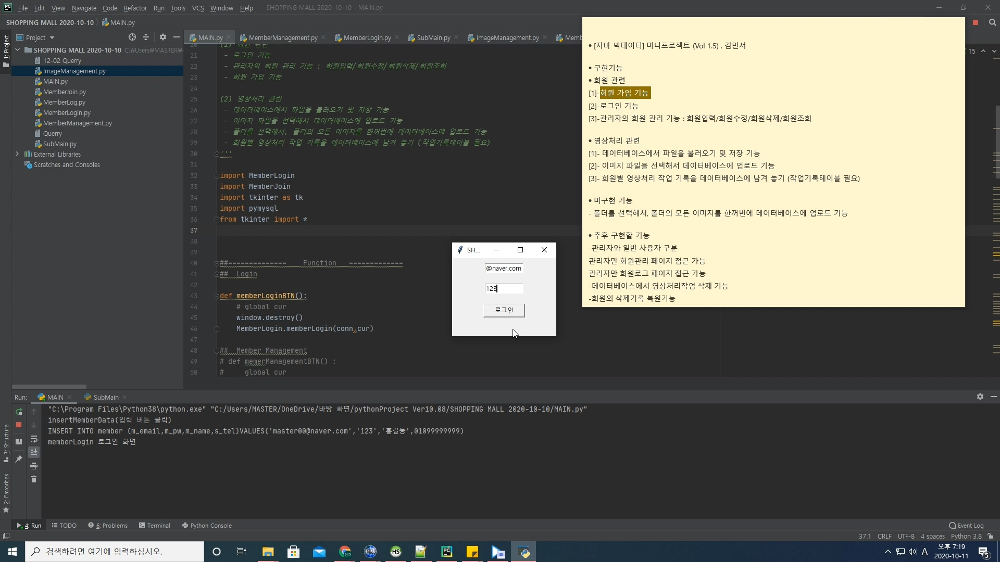 File Edit View Navigate Code Refactor Run Tools VCS Window Help SHOPPING MALL 2020-10-10 - MAIN.py
SHOPPING MALL 2020-10-10 MAIN.py
1: Project
Project
SHOPPING MALL 2020-10-10 C:₩Users₩MASTER₩
12-02 Querry
ImageManagement.py
MAIN.py
MemberJoin.py
MemberLog.py
MemberLogin.py
MemberManagement.py
Querry
SubMain.py
External Libraries
Scratches and Consoles
MAIN.py MemberManagement.py MemberLogin.py SubMain.py ImageManagement.py Memb
15
20 (1) 회원 관련
21 - 로그인 기능
22 - 관리자의 회원 관리 기능 : 회원입력/회원수정/회원삭제/회원조회
23 - 회원 가입 기능
24
25 (2) 영상처리 관련
26 - 데이터베이스에서 파일을 불러오기 및 저장 기능
27 - 이미지 파일을 선택해서 데이터베이스에 업로드 기능
28 - 폴더를 선택해서, 폴더의 모든 이미지를 한꺼번에 데이터베이스에 업로드 기능
29 - 회원별 영상처리 작업 기록을 데이터베이스에 남겨 놓기 (작업기록테이블 필요)
30 '''
31
32 import MemberLogin
33 import MemberJoin
34 import tkinter as tk
35 import pymysql
36 from tkinter import *
37
38
39
40 ##============== Function =============
41 ## Login
42
43 def memberLoginBTN():
44 # global cur
45 window.destroy()
46 MemberLogin.memberLogin(conn,cur)
47
48 ## Member Management
49 # def memerManagementBTN() :
50 # global cur
SH...
@naver.com
123
로그인
• [자바 빅데이터] 미니프로젝트 (Vol 1.5) , 김민서
• 구현기능
• 회원 관련
[1]-회원 가입 기능
[2]-로그인 기능
[3]-관리자의 회원 관리 기능 : 회원입력/회원수정/회원삭제/회원조회
• 영상처리 관련
[1]- 데이터베이스에서 파일을 불러오기 및 저장 기능
[2]- 이미지 파일을 선택해서 데이터베이스에 업로드 기능
[3]- 회원별 영상처리 작업 기록을 데이터베이스에 남겨 놓기 (작업기록테이블 필요)
• 미구현 기능
- 폴더를 선택해서, 폴더의 모든 이미지를 한꺼번에 데이터베이스에 업로드 기능
• 추후 구현할 기능
-관리자와 일반 사용자 구분
관리자만 회원관리 페이지 접근 가능
관리자만 회원로그 페이지 접근 가능
-데이터베이스에서 영상처리작업 삭제 기능
-회원의 삭제기록 복원기능
Run: MAIN SubMain
"C:\Program Files\Python38\python.exe" "C:/Users/MASTER/OneDrive/바탕 화면/pythonProject Ver10.08/SHOPPING MALL 2020-10-10/MAIN.py"
insertMemberData(입력 버튼 클릭)
INSERT INTO member (m_email,m_pw,m_name,s_tel)VALUES('master00@naver.com','123','홍길동',01099999999)
memberLogin 로그인 화면
7: Structure
2: Favorites
4: Run TODO 6: Problems Terminal Python Console Event Log
37:1 CRLF UTF-8 4 spaces Python 3.8
검색하려면 여기에 입력하십시오.
HS
PC
A
오후 7:19
2020-10-11
5